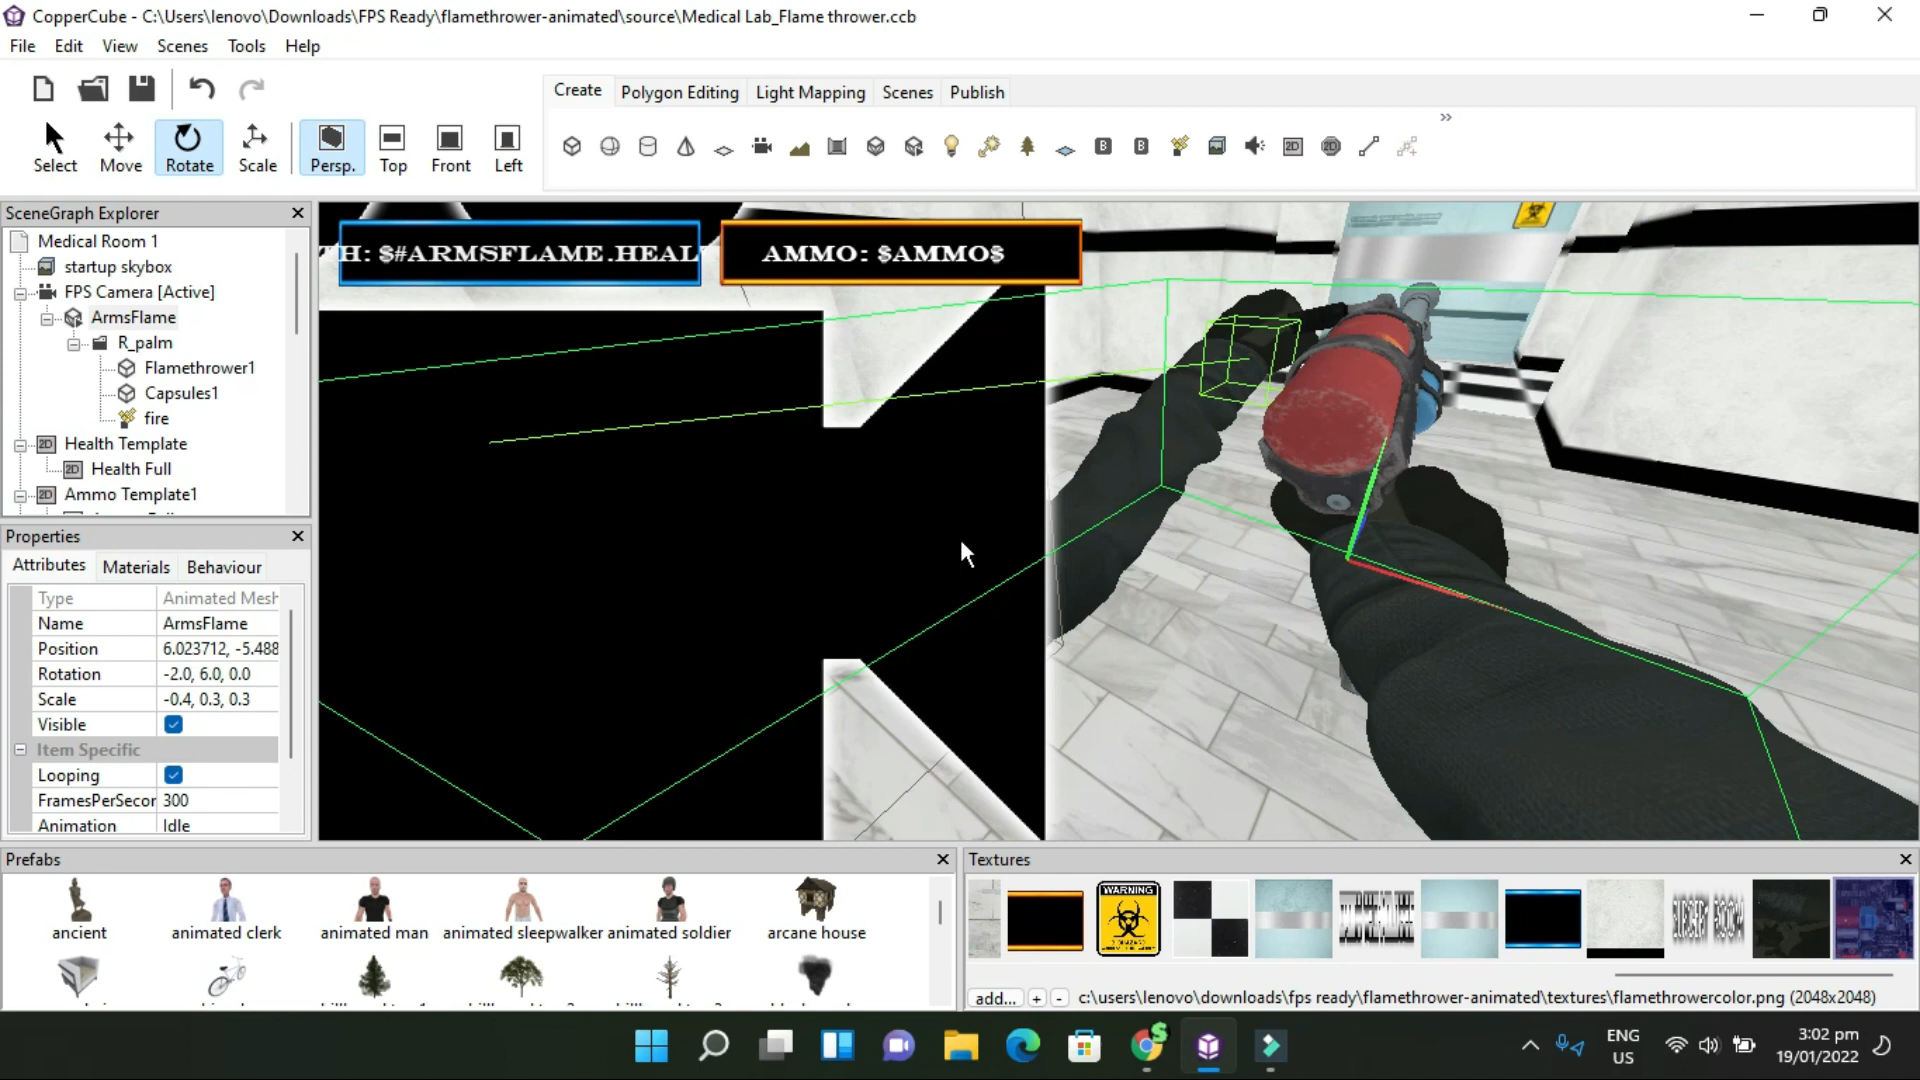 CopperCube - C:\Users\lenovo\Downloads\FPS Ready\flamethrower-animated\source\Medical Lab_Flame thrower.ccb
File Edit View Scenes Tools Help
Create Polygon Editing Light Mapping Scenes Publish
Select Move Rotate Scale Persp. Top Front Left
SceneGraph Explorer
Medical Room 1
startup skybox
FPS Camera [Active]
ArmsFlame
R_palm
Flamethrower1
Capsules1
fire
Health Template
Health Full
Ammo Template1
TH: $#ARMSFLAME.HEAL
AMMO: $AMMO$
Properties
Attributes Materials Behaviour
Type Animated Mesh
Name ArmsFlame
Position 6.023712, -5.488
Rotation -2.0, 6.0, 0.0
Scale -0.4, 0.3, 0.3
Visible
Item Specific
Looping
FramesPerSecor 300
Animation Idle
Prefabs
ancient animated clerk animated man animated sleepwalker animated soldier arcane house
Textures
WARNING
add... + - c:\users\lenovo\downloads\fps ready\flamethrower-animated\textures\flamethrowercolor.png (2048x2048)
ENG
US
3:02 pm
19/01/2022